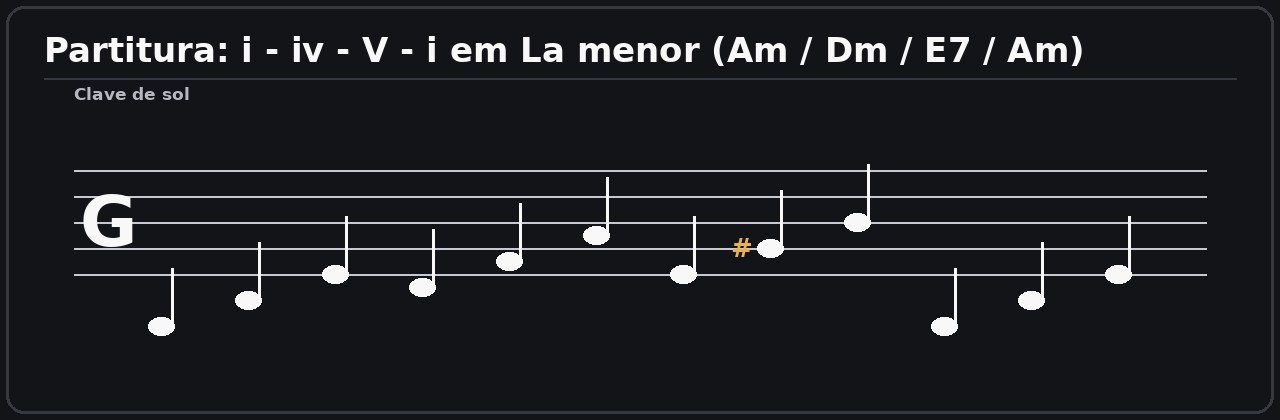 Partitura: i - iv - V - i em La menor (Am / Dm / E7 / Am)
Clave de sol
G
#